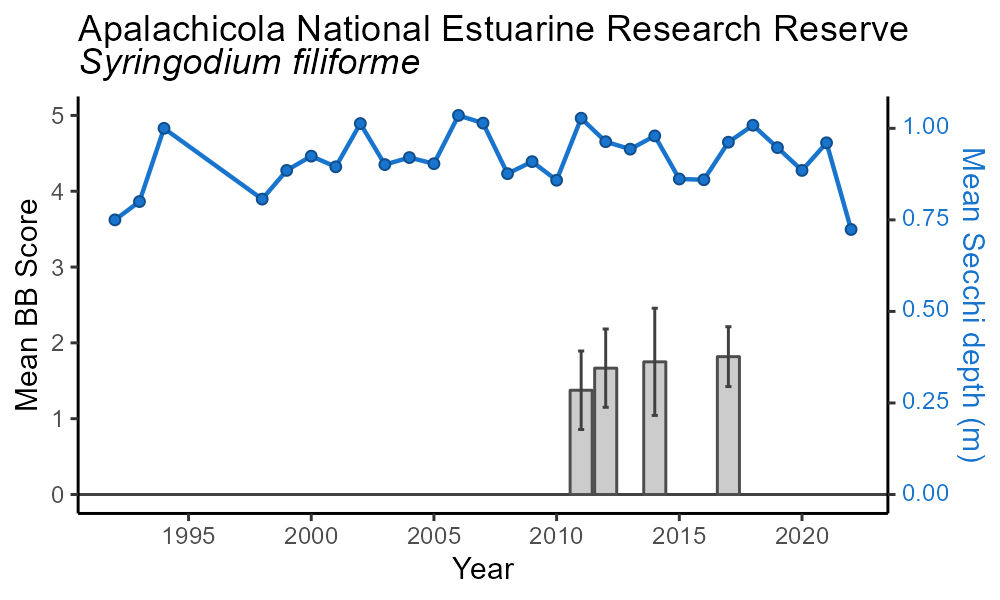 Apalachicola National Estuarine Research Reserve
Syringodium filiforme
Mean BB Score
5
4
3
2
1
0
1.00
0.75
0.50
0.25
0.00
Mean Secchi depth (m)
1995 2000 2005 2010 2015 2020
Year